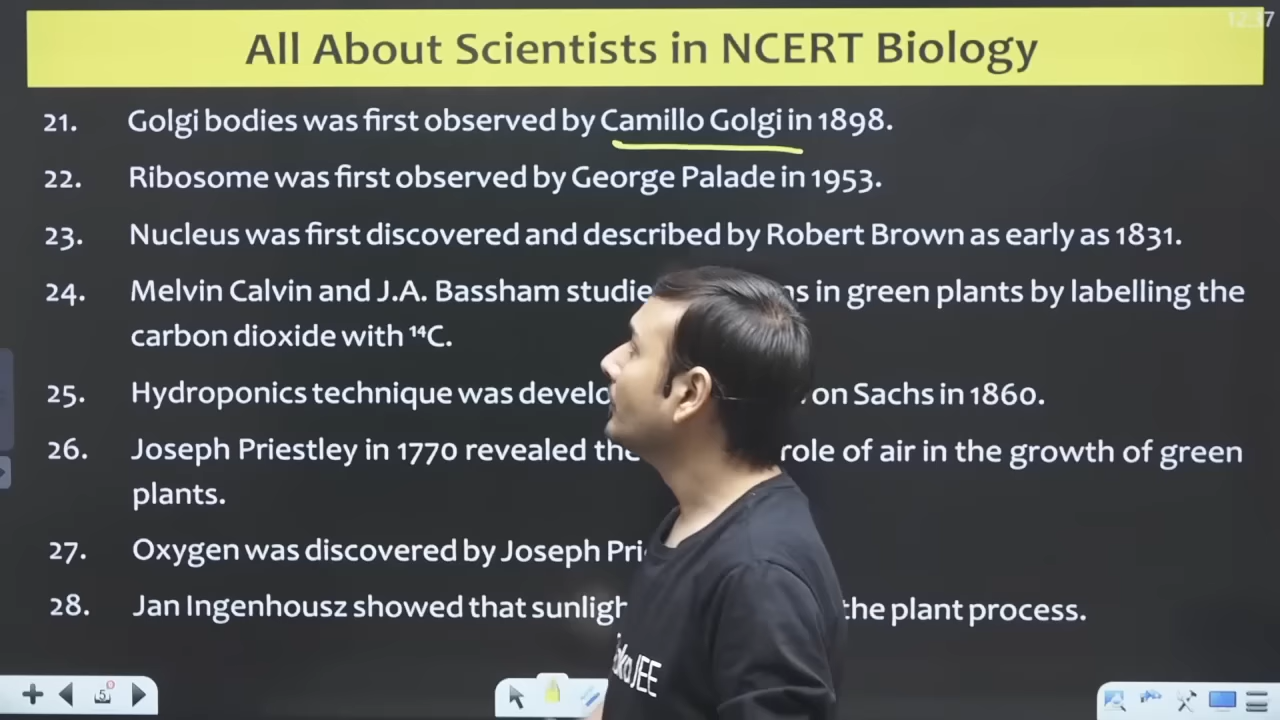 12:37
All About Scientists in NCERT Biology
21. Golgi bodies was first observed by Camillo Golgi in 1898.
22. Ribosome was first observed by George Palade in 1953.
23. Nucleus was first discovered and described by Robert Brown as early as 1831.
24. Melvin Calvin and J.A. Bassham studie ns in green plants by labelling the
carbon dioxide with ¹⁴C.
25. Hydroponics technique was develo on Sachs in 1860.
26. Joseph Priestley in 1770 revealed the role of air in the growth of green
plants.
27. Oxygen was discovered by Joseph Pri
28. Jan Ingenhousz showed that sunligh the plant process.
JEE
5